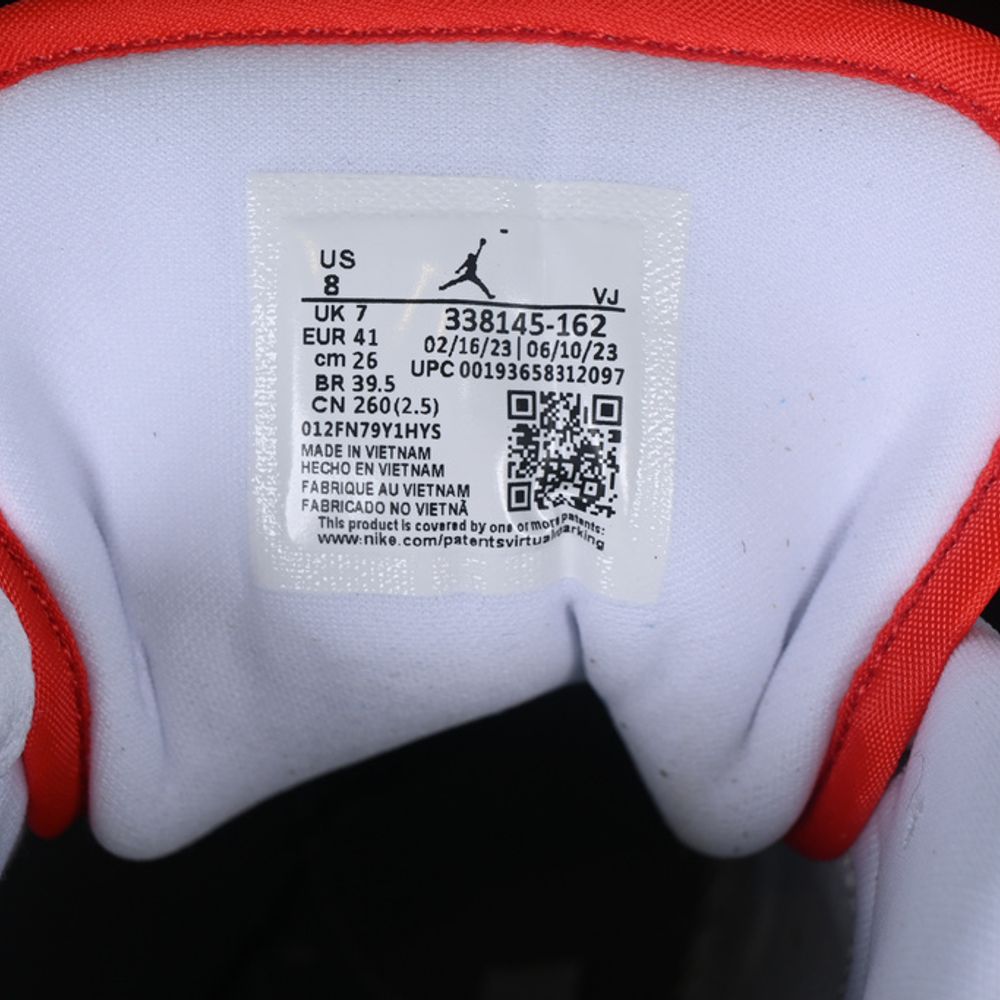 US
8
VJ
UK 7
EUR 41
cm 26
BR 39.5
CN 260(2.5)
338145-162
02/16/23|06/10/23
UPC 00193658312097
012FN79Y1HYS
MADE IN VIETNAM
HECHO EN VIETNAM
FABRIQUE AU VIETNAM
FABRICADO NO VIETNÃ
This product is covered by one or more patents:
www.nike.com/patentsvirtualmarking